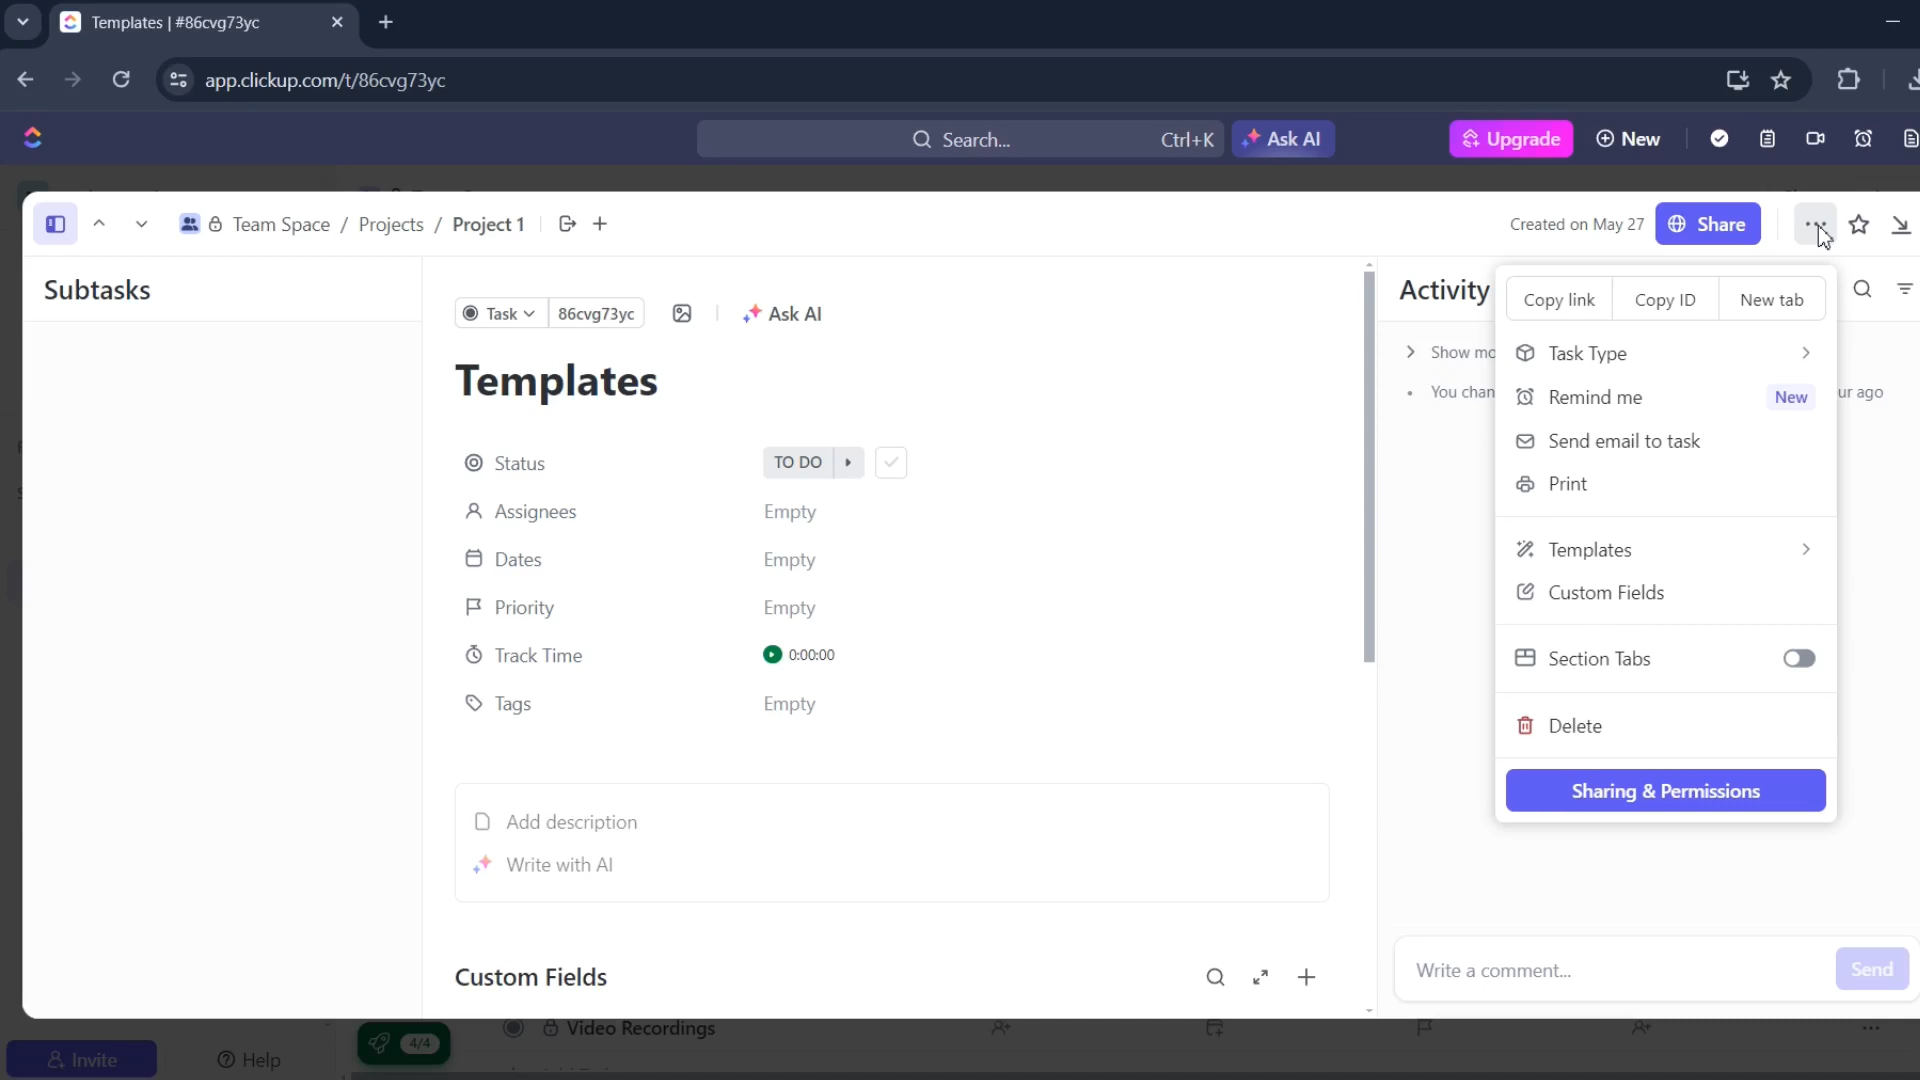 Templates | #86cvg73yc
app.clickup.com/t/86cvg73yc
Search... Ctrl+K Ask AI Upgrade New
Team Space / Projects / Project 1 Created on May 27 Share
Subtasks
Task 86cvg73yc Ask AI
Templates
Status TO DO
Assignees Empty
Dates Empty
Priority Empty
Track Time 0:00:00
Tags Empty
Add description
Write with AI
Custom Fields
Activity
Show mo
You chan ur ago
Copy link Copy ID New tab
Task Type
Remind me New
Send email to task
Print
Templates
Custom Fields
Section Tabs
Delete
Sharing & Permissions
Write a comment... Send
Invite Help 4/4 Video Recordings